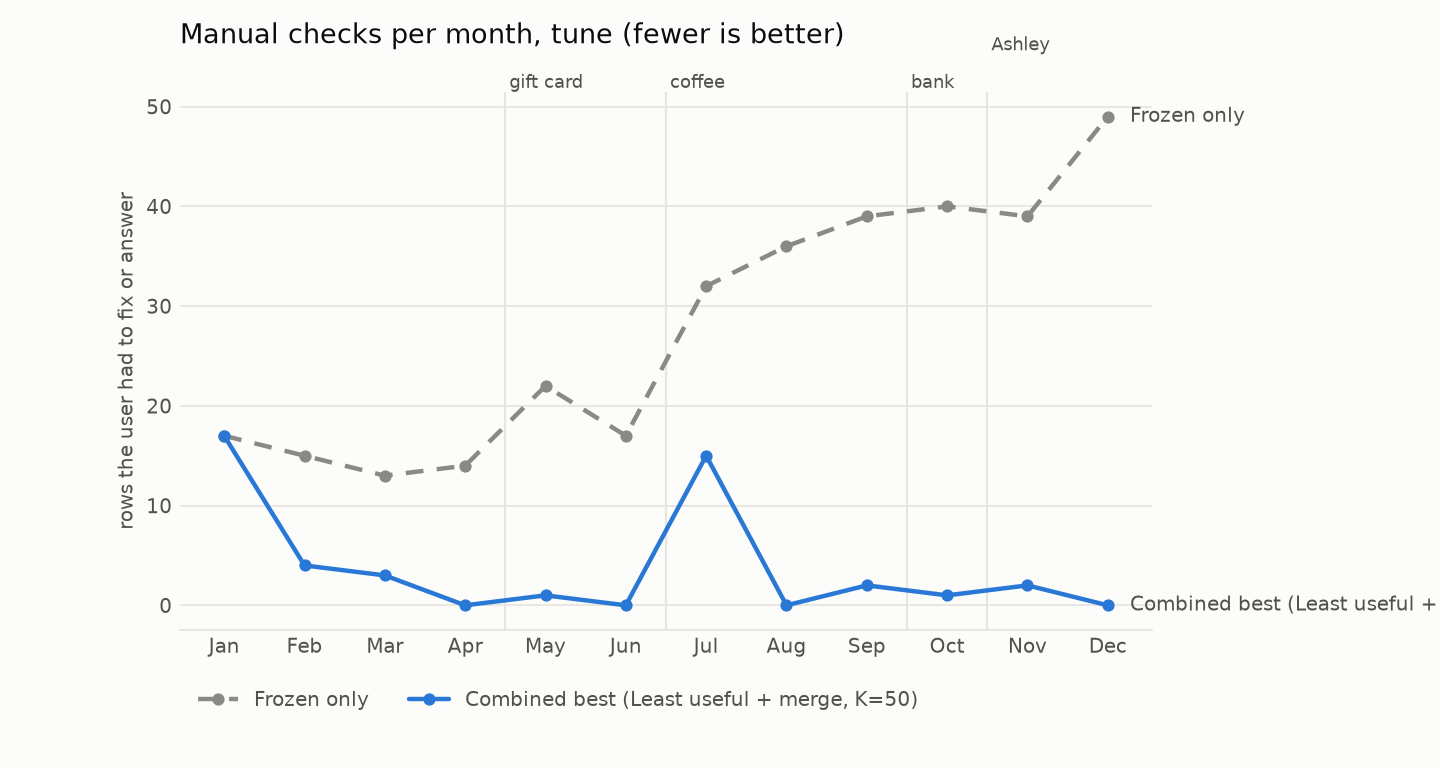 Manual checks per month, tune (fewer is better)
Ashley
gift card
coffee
bank
rows the user had to fix or answer
50
40
30
20
10
0
Frozen only
Combined best (Least useful +
Jan
Feb
Mar
Apr
May
Jun
Jul
Aug
Sep
Oct
Nov
Dec
Frozen only
Combined best (Least useful + merge, K=50)